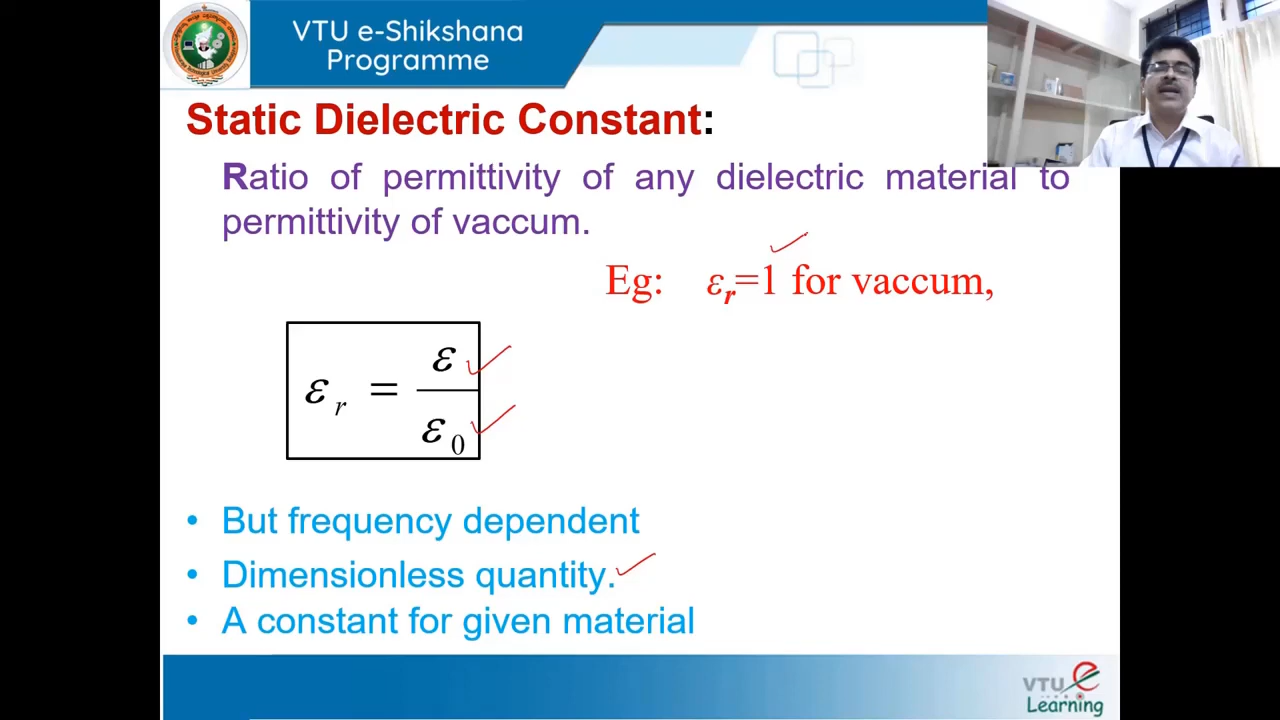 VTU e-Shikshana
Programme
Static Dielectric Constant:
Ratio of permittivity of any dielectric material to
permittivity of vaccum.
Eg: εr=1 for vaccum,
εr = ε/ε0
• But frequency dependent
• Dimensionless quantity.
• A constant for given material
VTU e
Learning